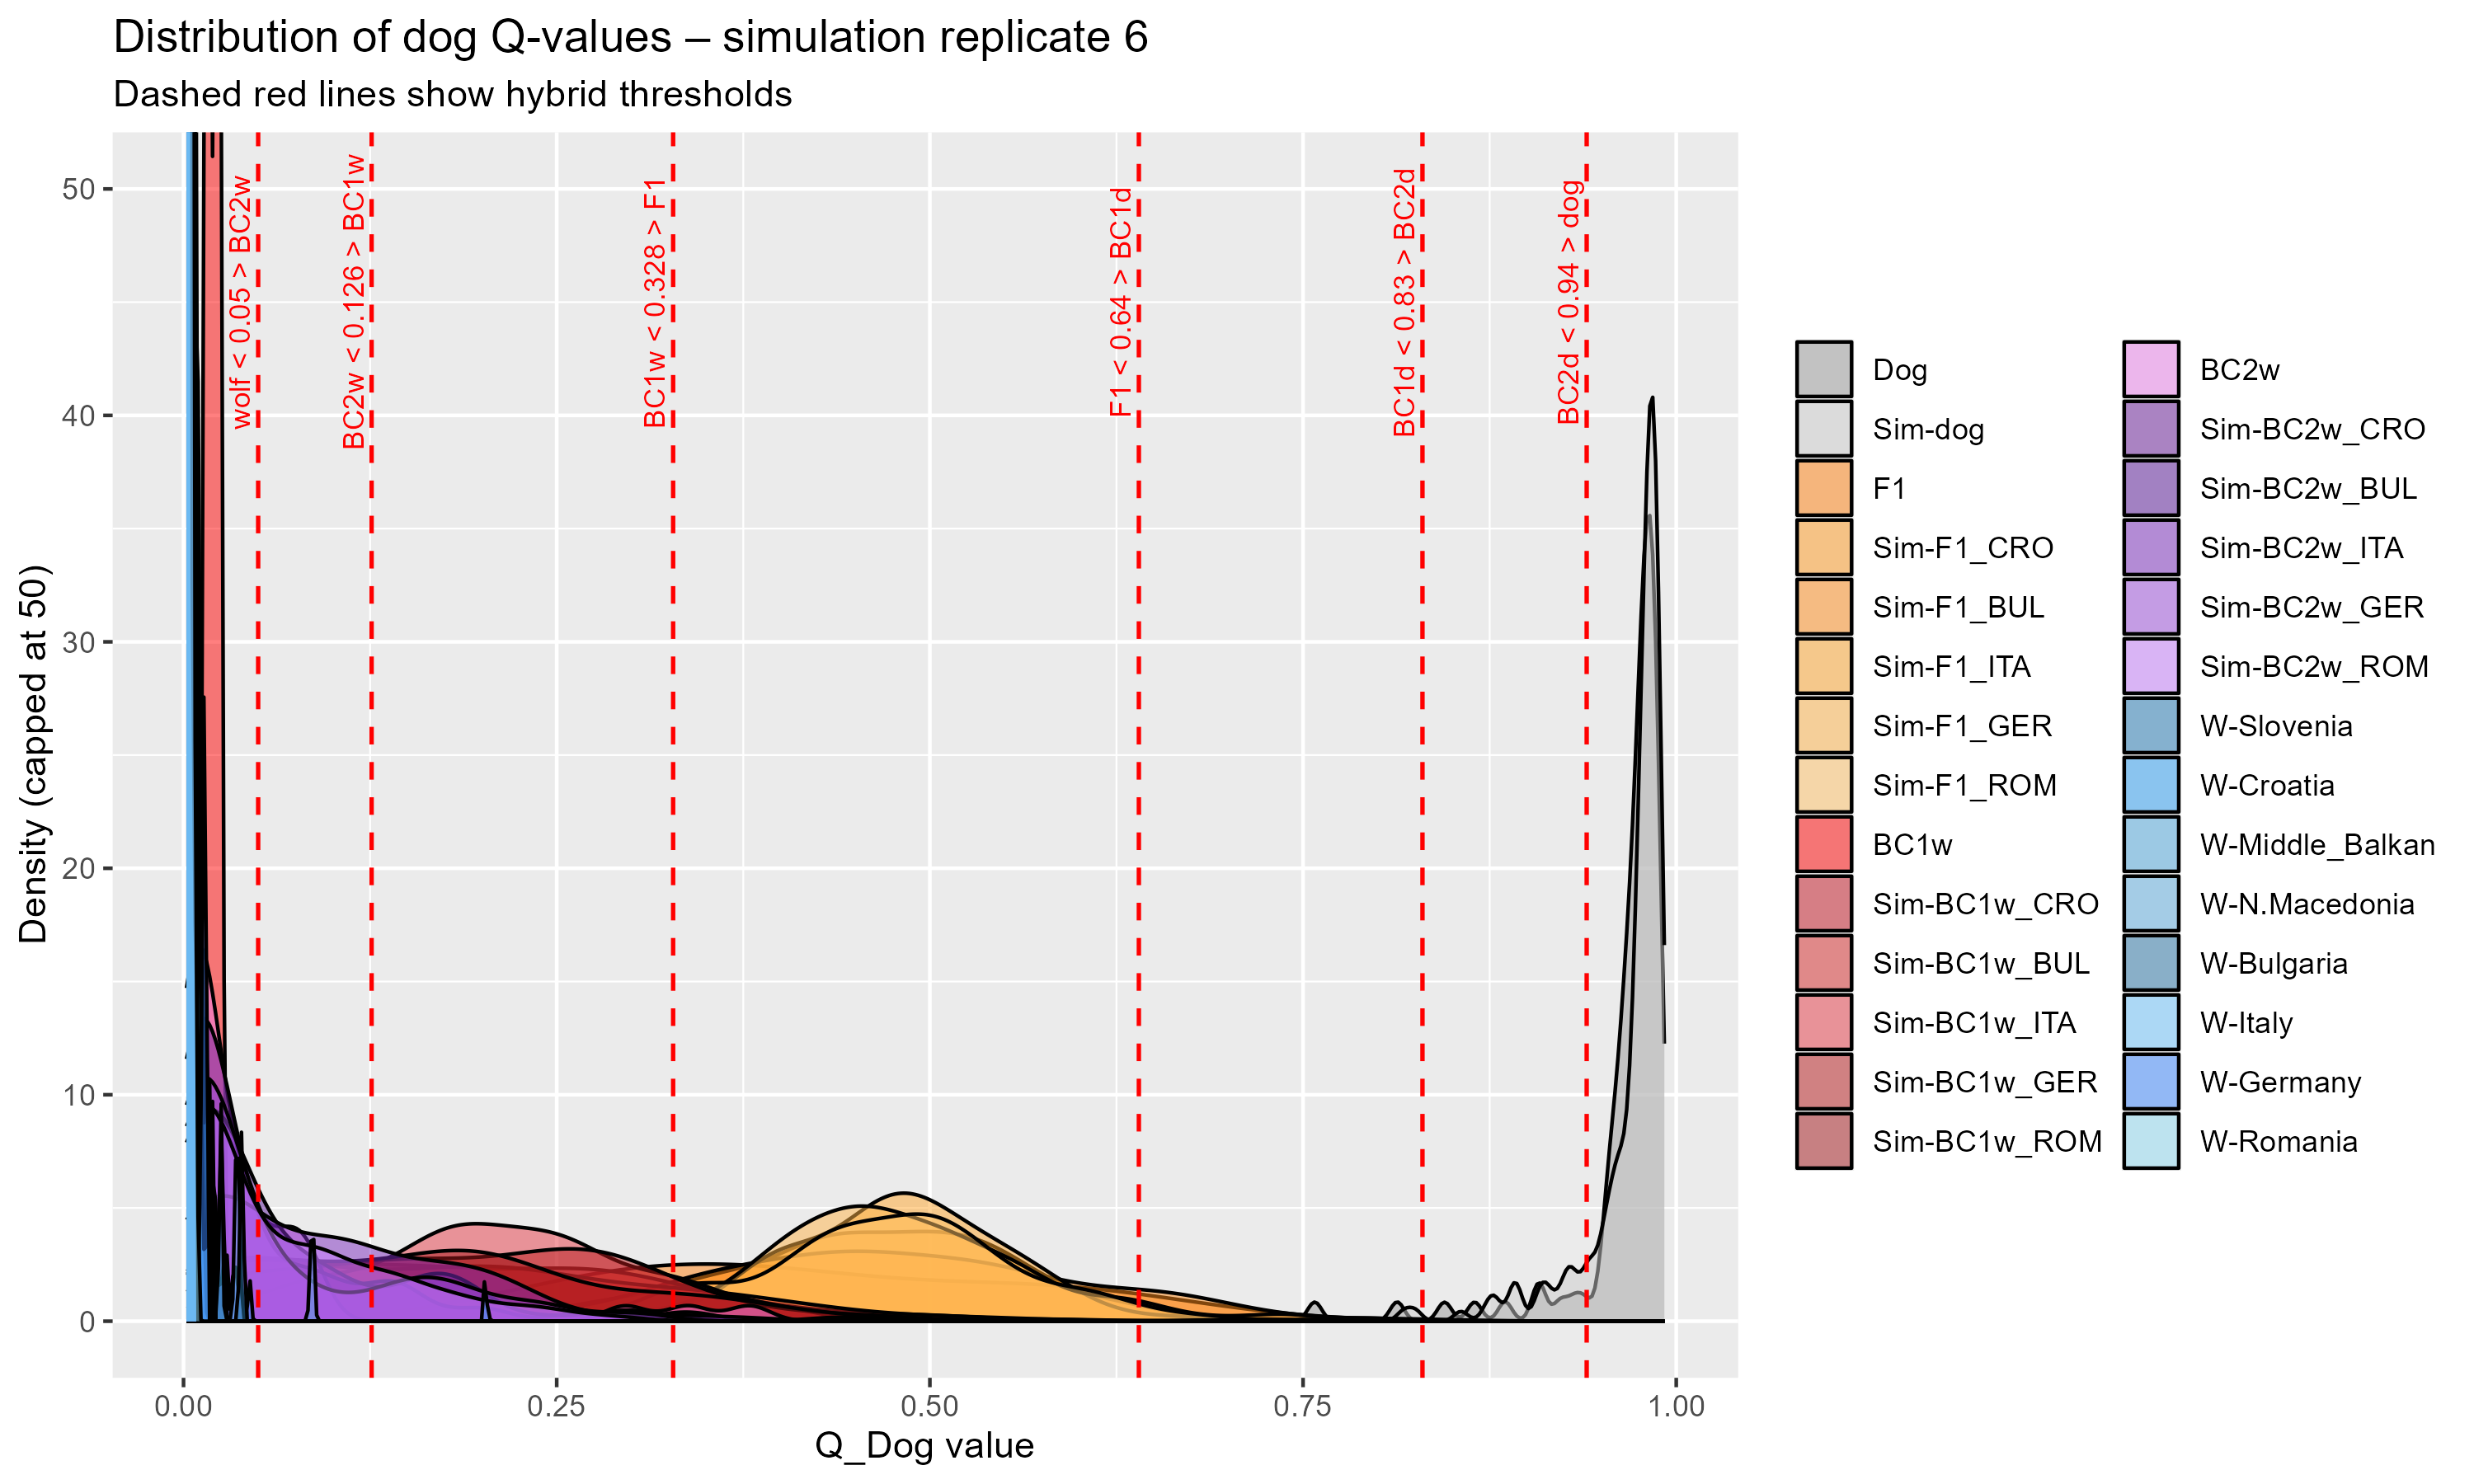 Distribution of dog Q-values – simulation replicate 6
Dashed red lines show hybrid thresholds
Density (capped at 50)
50
40
30
20
10
0
wolf < 0.05 > BC2w
BC2w < 0.126 > BC1w
BC1w < 0.328 > F1
F1 < 0.64 > BC1d
BC1d < 0.83 > BC2d
BC2d < 0.94 > dog
0.00
0.25
0.50
0.75
1.00
Q_Dog value
Dog
Sim-dog
F1
Sim-F1_CRO
Sim-F1_BUL
Sim-F1_ITA
Sim-F1_GER
Sim-F1_ROM
BC1w
Sim-BC1w_CRO
Sim-BC1w_BUL
Sim-BC1w_ITA
Sim-BC1w_GER
Sim-BC1w_ROM
BC2w
Sim-BC2w_CRO
Sim-BC2w_BUL
Sim-BC2w_ITA
Sim-BC2w_GER
Sim-BC2w_ROM
W-Slovenia
W-Croatia
W-Middle_Balkan
W-N.Macedonia
W-Bulgaria
W-Italy
W-Germany
W-Romania